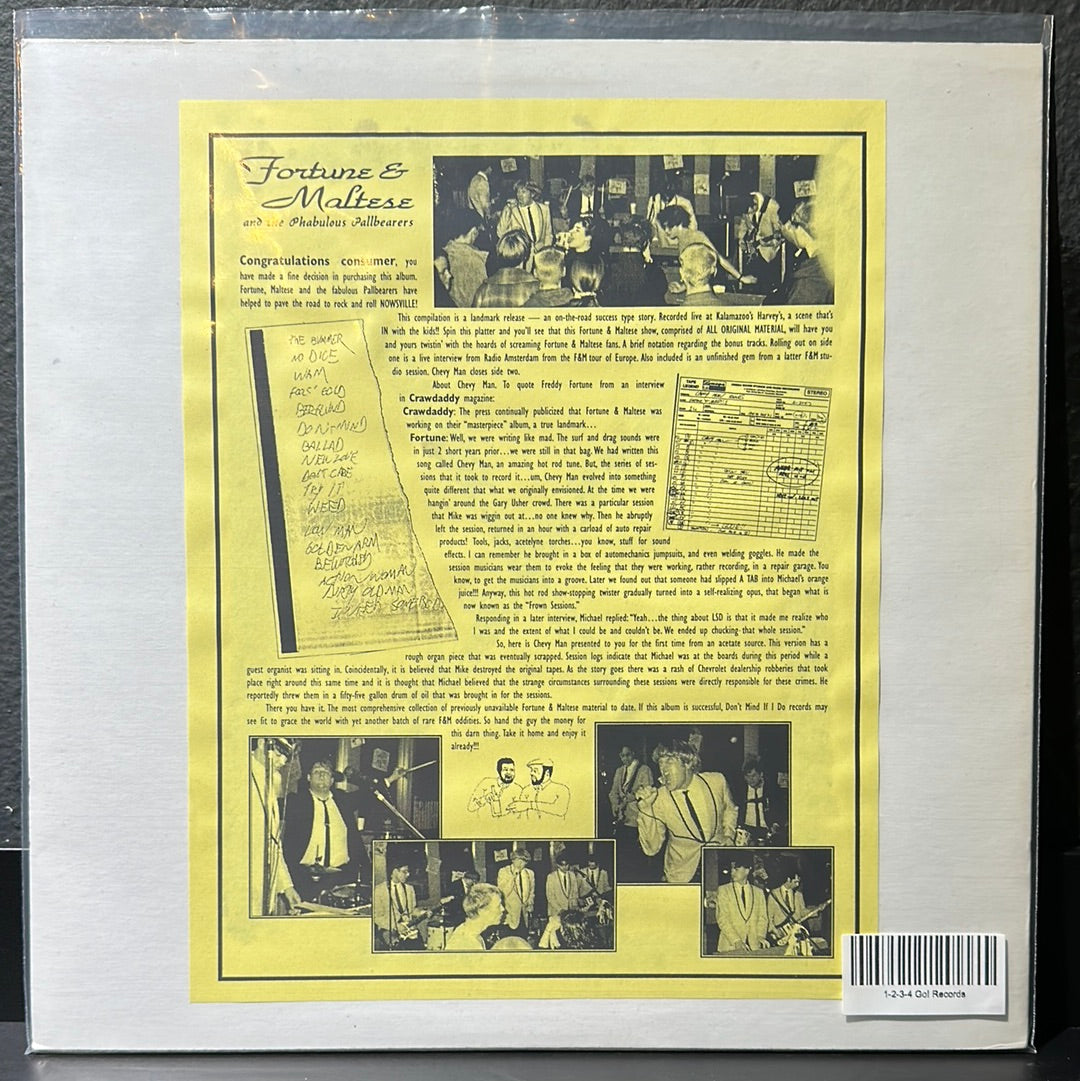 Fortune &
Maltese
and the Phabulous Pallbearers
Congratulations consumer, you
have made a fine decision in purchasing this album.
Fortune, Maltese and the fabulous Pallbearers have
helped to pave the road to rock and roll NOWSVILLE!
This compilation is a landmark release — an on-the-road success type story. Recorded live at Kalamazoo's Harvey's, a scene that's
IN with the kids!! Spin this platter and you'll see that this Fortune & Maltese show, comprised of ALL ORIGINAL MATERIAL, will have you
and yours twistin' with the hoards of screaming Fortune & Maltese fans. A brief notation regarding the bonus tracks. Rolling out on side
one is a live interview from Radio Amsterdam from the F&M tour of Europe. Also included is an unfinished gem from a latter F&M stu-
dio session. Chevy Man closes side two.
About Chevy Man. To quote Freddy Fortune from an interview
in Crawdaddy magazine:
Crawdaddy: The press continually publicized that Fortune & Maltese was
working on their "masterpiece" album, a true landmark...
Fortune: Well, we were writing like mad. The surf and drag sounds were
in just 2 short years prior...we were still in that bag. We had written this
song called Chevy Man, an amazing hot rod tune. But, the series of ses-
sions that it took to record it...um, Chevy Man evolved into something
quite different that what we originally envisioned. At the time we were
hangin' around the Gary Usher crowd. There was a particular session
that Mike was wiggin out at...no one knew why. Then he abruptly
left the session, returned in an hour with a carload of auto repair
products! Tools, jacks, acetelyne torches...you know, stuff for sound
effects. I can remember he brought in a box of automechanics jumpsuits, and even welding goggles. He made the
session musicians wear them to evoke the feeling that they were working, rather recording, in a repair garage. You
know, to get the musicians into a groove. Later we found out that someone had slipped A TAB into Michael's orange
juice!!! Anyway, this hot rod show-stopping twister gradually turned into a self-realizing opus, that began what is
now known as the "Frown Sessions."
Responding in a later interview, Michael replied: "Yeah...the thing about LSD is that it made me realize who
I was and the extent of what I could be and couldn't be. We ended up chucking that whole session."
So, here is Chevy Man presented to you for the first time from an acetate source. This version has a
rough organ piece that was eventually scrapped. Session logs indicate that Michael was at the boards during this period while a
guest organist was sitting in. Coincidentally, it is believed that Mike destroyed the original tapes. As the story goes there was a rash of Chevrolet dealership robberies that took
place right around this same time and it is thought that Michael believed that the strange circumstances surrounding these sessions were directly responsible for these crimes. He
reportedly threw them in a fifty-five gallon drum of oil that was brought in for the sessions.
There you have it. The most comprehensive collection of previously unavailable Fortune & Maltese material to date. If this album is successful, Don't Mind If I Do records may
see fit to grace the world with yet another batch of rare F&M oddities. So hand the guy the money for
this darn thing. Take it home and enjoy it
already!!!
THE BUMPER
NO DICE
WAM
FOOLS' GOLD
DON'T MIND
BALLAD
NEW LOVE
DON'T CARE
TRY IT
WEED
LOW MAN
GOLDEN ARM
BEWITCHED
ACTION WOMAN
DIRTY OLD MAN
TAPE
LEGEND
STEREO
1-2-3-4 Go! Records